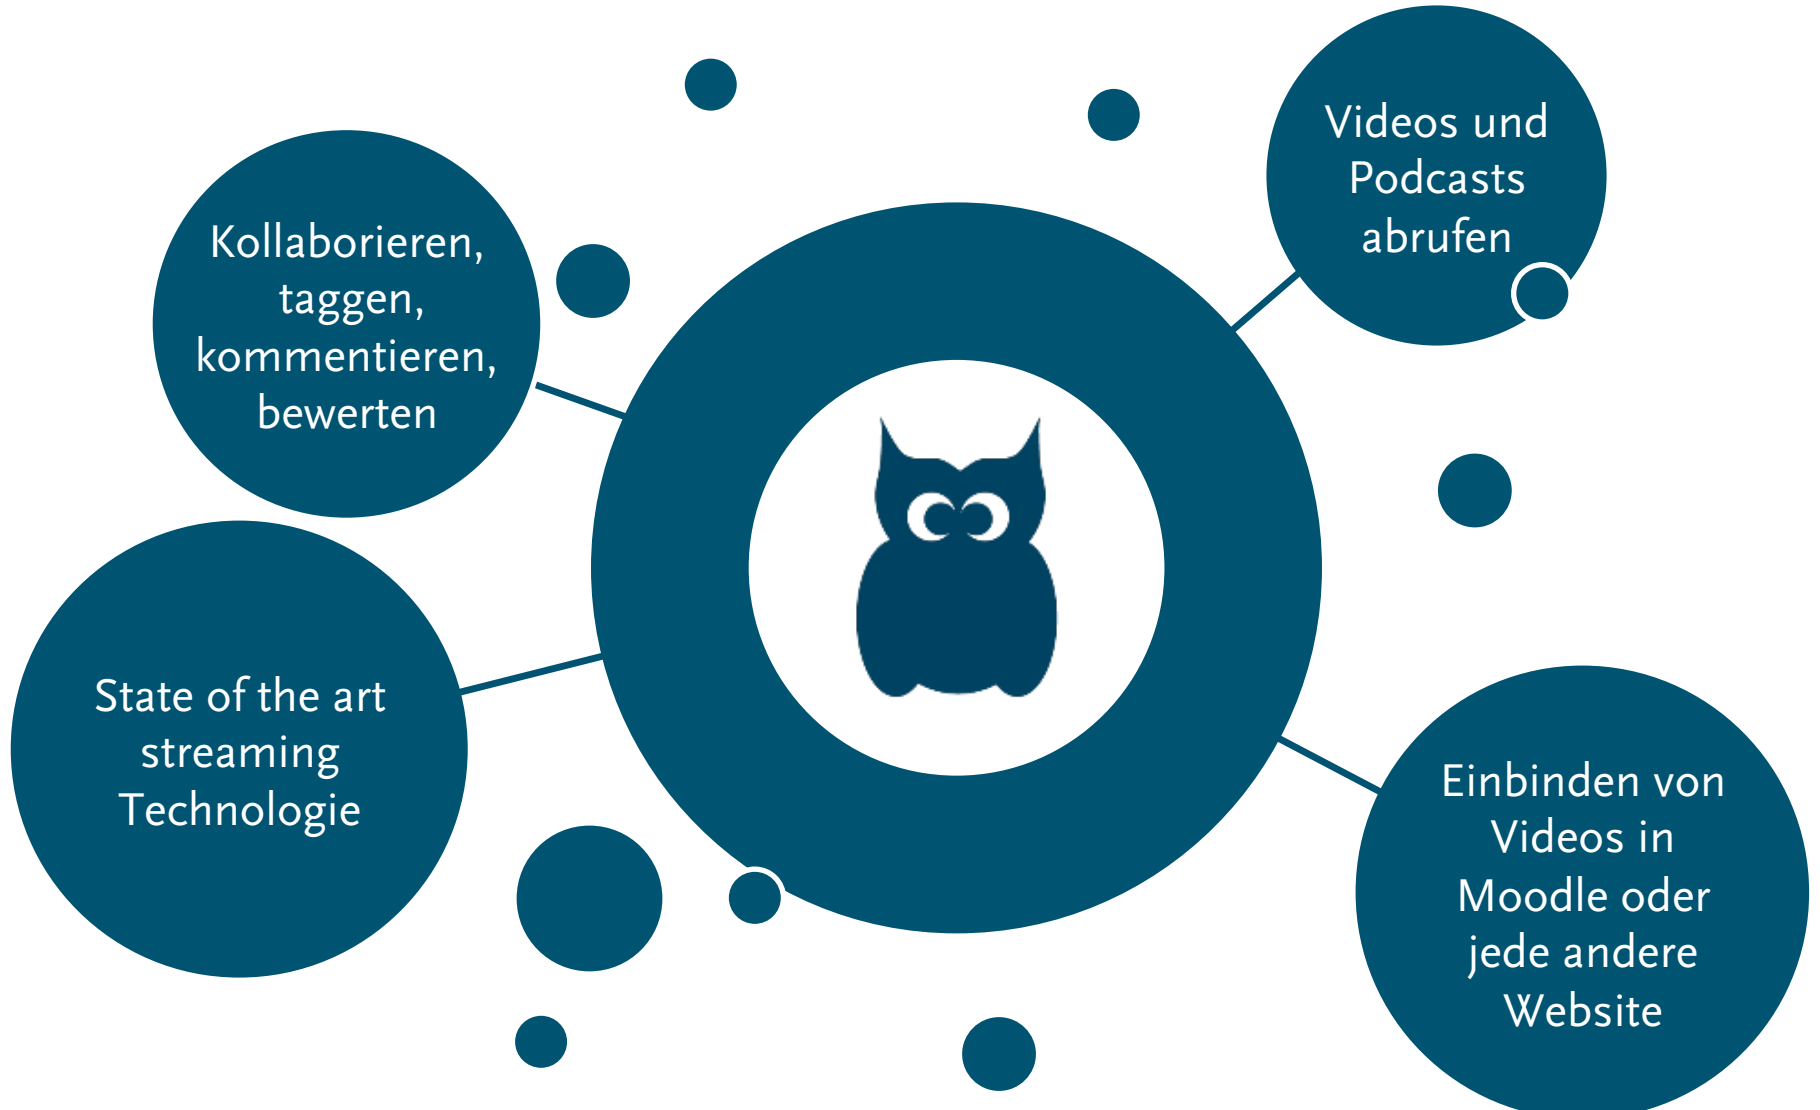 Kollaborieren,
taggen,
kommentieren,
bewerten
Videos und
Podcasts
abrufen
State of the art
streaming
Technologie
Einbinden von
Videos in
Moodle oder
jede andere
Website